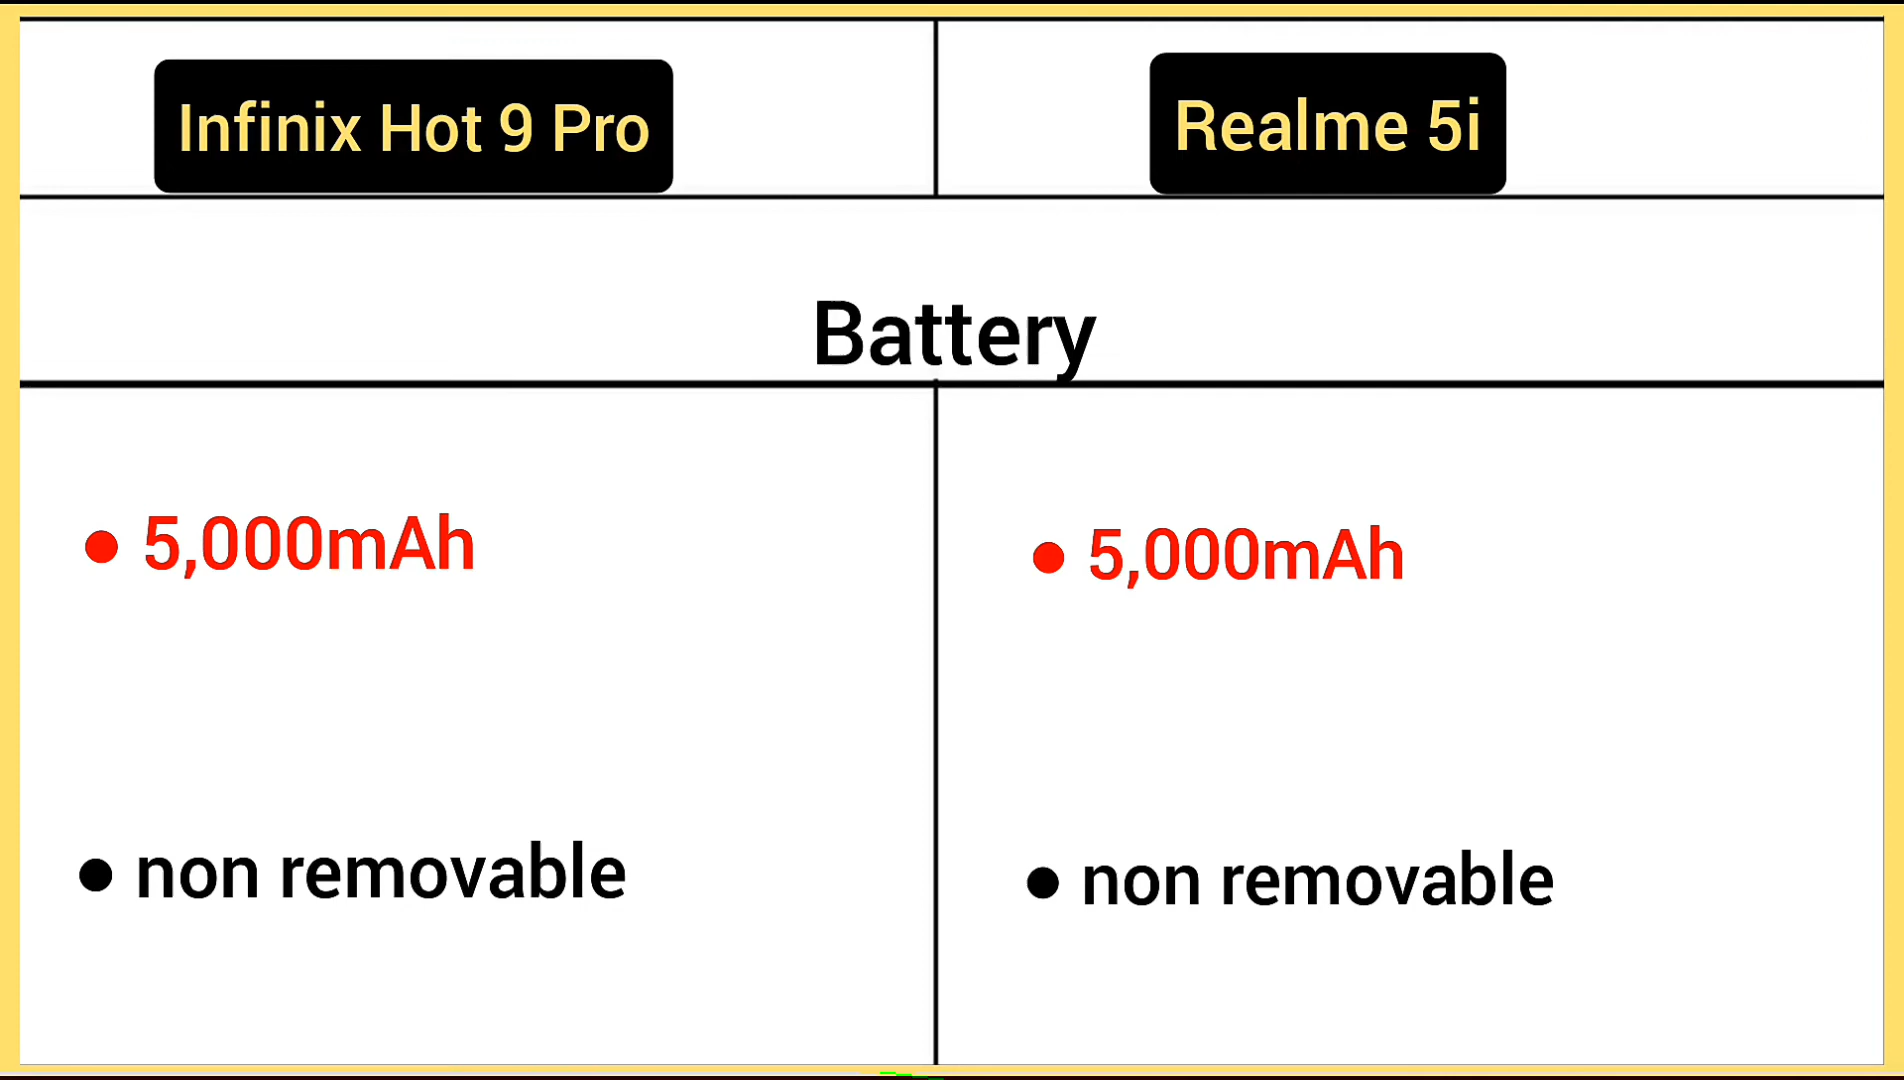 Infinix Hot 9 Pro
Realme 5i
Battery
● 5,000mAh
● 5,000mAh
● non removable
● non removable